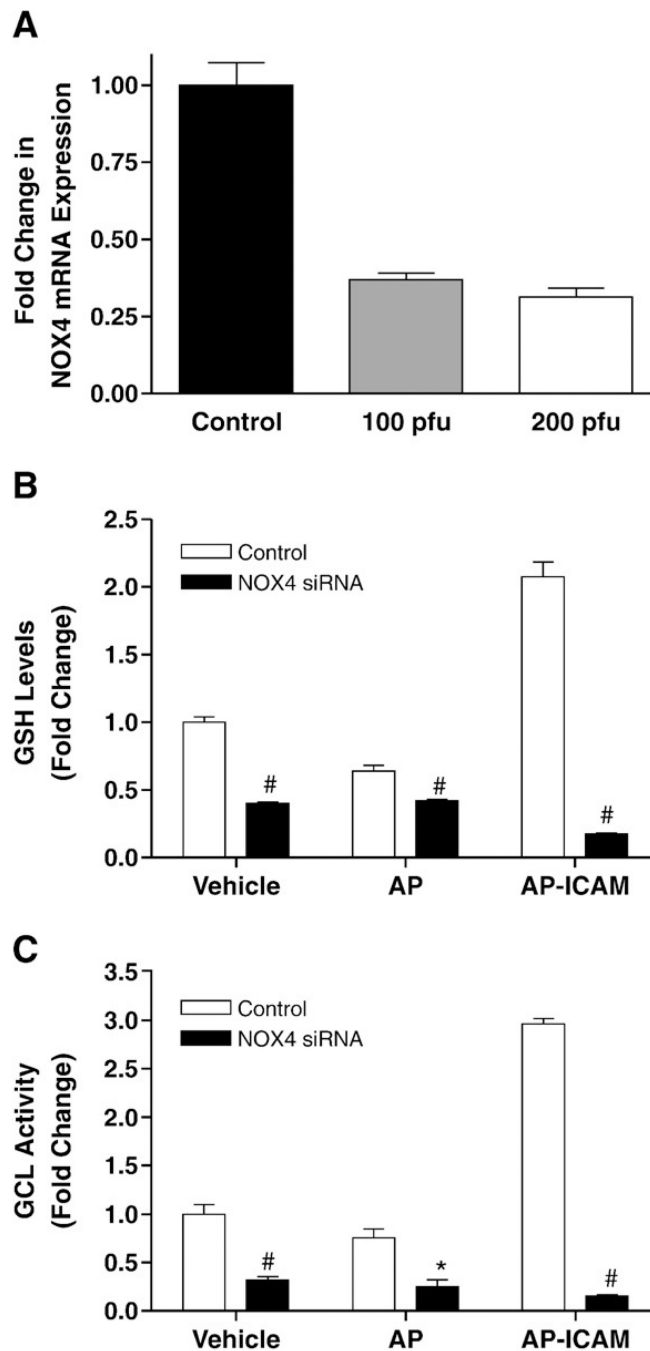 A
Fold Change in
NOX4 mRNA Expression
1.00
0.75
0.50
0.25
0.00
Control 100 pfu 200 pfu
B
GSH Levels
(Fold Change)
2.5
2.0
1.5
1.0
0.5
0.0
Control
NOX4 siRNA
# # #
Vehicle AP AP-ICAM
C
GCL Activity
(Fold Change)
3.5
3.0
2.5
2.0
1.5
1.0
0.5
0.0
Control
NOX4 siRNA
# * #
Vehicle AP AP-ICAM